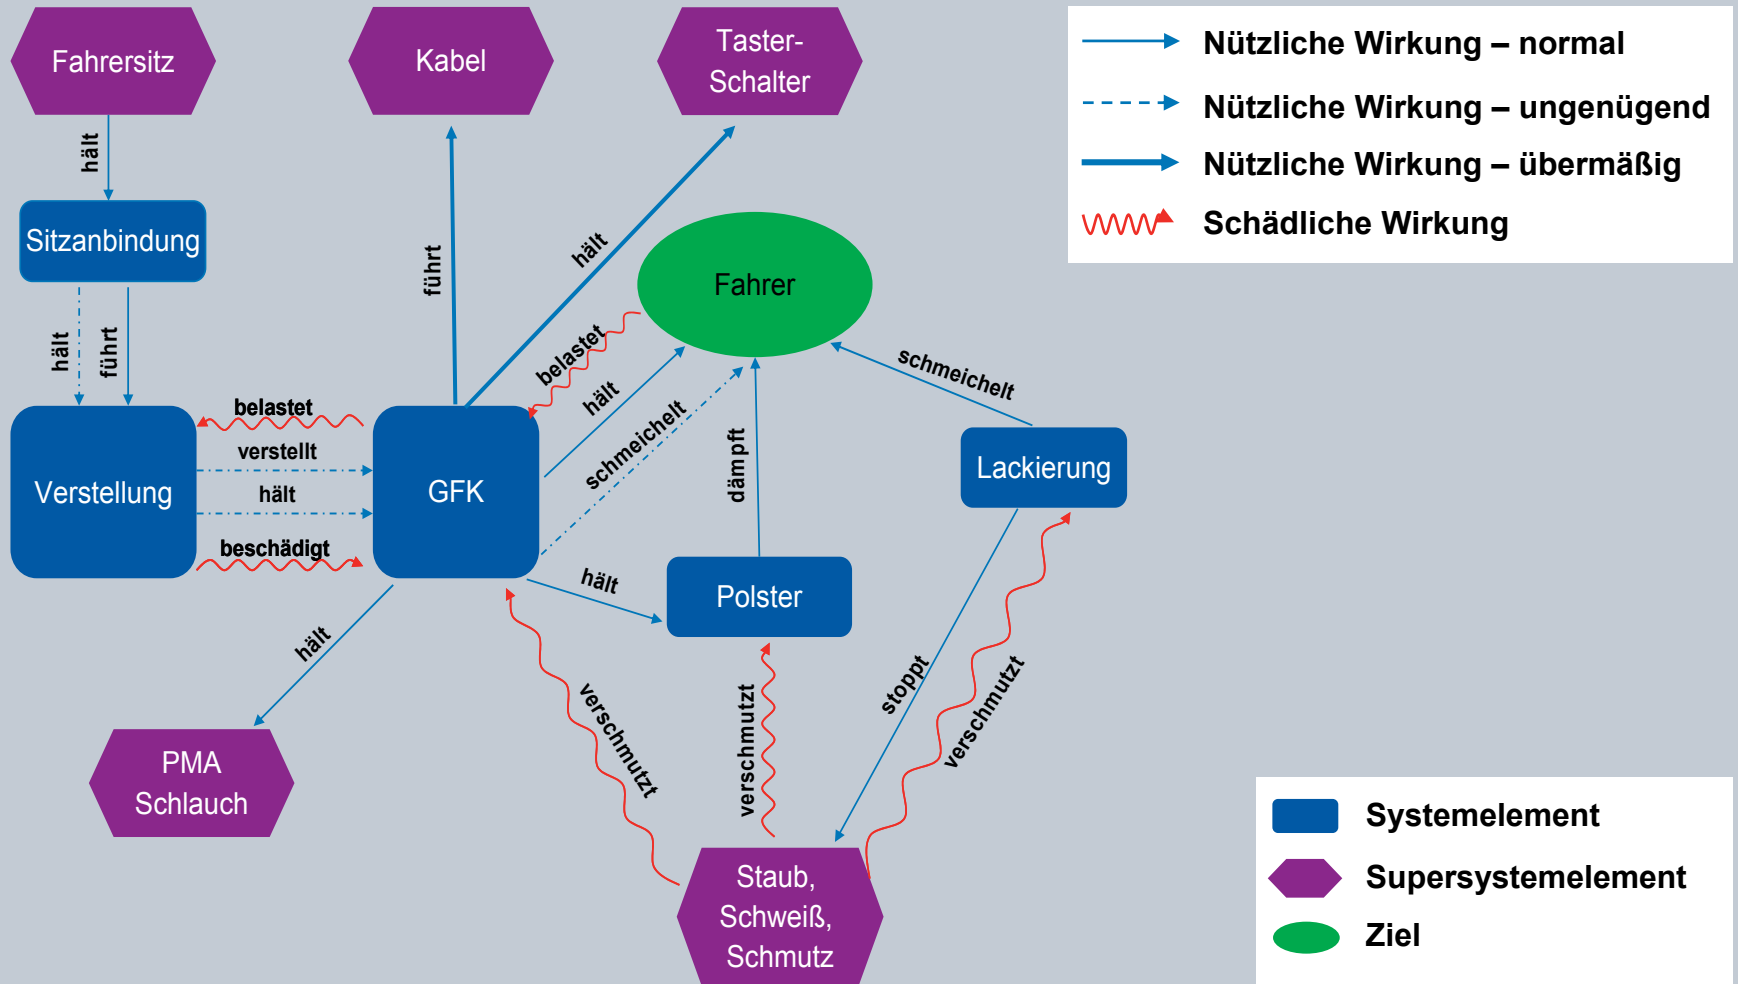 Fahrersitz
Kabel
Taster-
Schalter
Nützliche Wirkung – normal
Nützliche Wirkung – ungenügend
Nützliche Wirkung – übermäßig
Schädliche Wirkung
hält
Sitzanbindung
führt
hält
Fahrer
hält
führt
belastet
schmeichelt
belastet
verstellt
hält
beschädigt
Verstellung
GFK
hält
schmeichelt
dämpft
Lackierung
hält
Polster
hält
stoppt
verschmutzt
verschmutzt
verschmutzt
PMA
Schlauch
Staub,
Schweiß,
Schmutz
Systemelement
Supersystemelement
Ziel